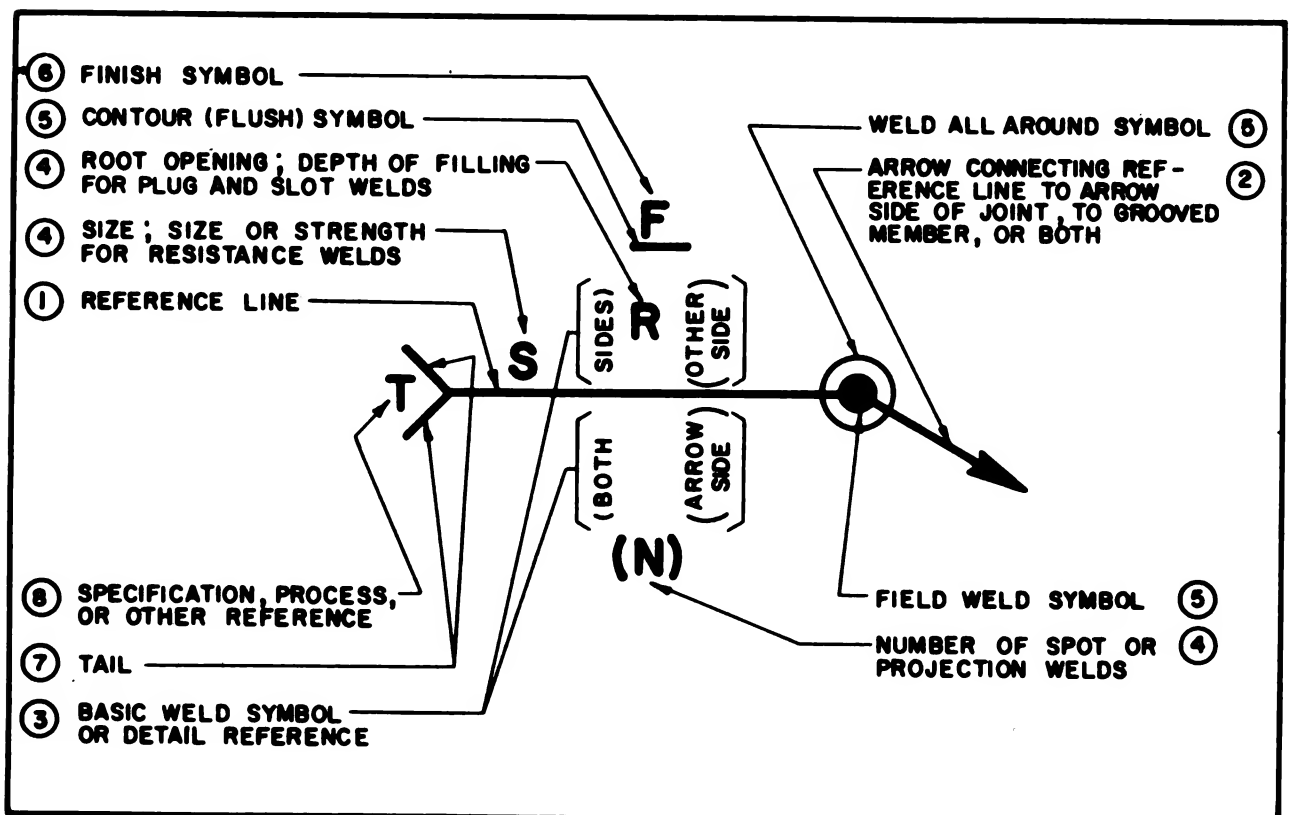 6 FINISH SYMBOL
5 CONTOUR (FLUSH) SYMBOL
4 ROOT OPENING; DEPTH OF FILLING
FOR PLUG AND SLOT WELDS
4 SIZE; SIZE OR STRENGTH
FOR RESISTANCE WELDS
1 REFERENCE LINE
WELD ALL AROUND SYMBOL 5
ARROW CONNECTING REF-
ERENCE LINE TO ARROW 2
SIDE OF JOINT, TO GROOVED
MEMBER, OR BOTH
F
R
S
T
SIDES)
(OTHER
SIDE)
(BOTH
(ARROW
SIDE)
(N)
8 SPECIFICATION, PROCESS,
OR OTHER REFERENCE
7 TAIL
3 BASIC WELD SYMBOL
OR DETAIL REFERENCE
FIELD WELD SYMBOL 5
NUMBER OF SPOT OR 4
PROJECTION WELDS